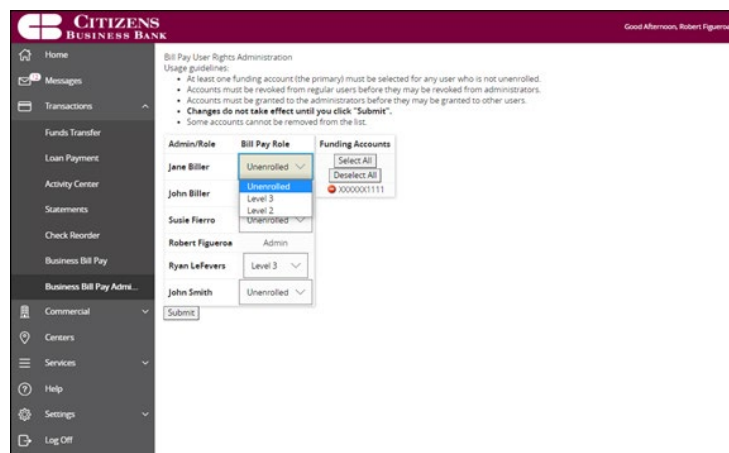 CITIZENS
BUSINESS BANK
Good Afternoon, Robert Figueroa
Home
Messages
Transactions
Funds Transfer
Loan Payment
Activity Center
Statements
Check Reorder
Business Bill Pay
Business Bill Pay Admi...
Commercial
Centers
Services
Help
Settings
Log Off
Bill Pay User Rights Administration
Usage guidelines:
• At least one funding account (the primary) must be selected for any user who is not unenrolled.
• Accounts must be revoked from regular users before they may be revoked from administrators.
• Accounts must be granted to the administrators before they may be granted to other users.
• Changes do not take effect until you click "Submit".
• Some accounts cannot be removed from the list.
Admin/Role Bill Pay Role Funding Accounts
Jane Biller Unenrolled Select All
Deselect All
XXXXXX1111
John Biller Unenrolled
Level 3
Level 2
Susie Fierro Unenrolled
Robert Figueroa Admin
Ryan LeFevers Level 3
John Smith Unenrolled
Submit